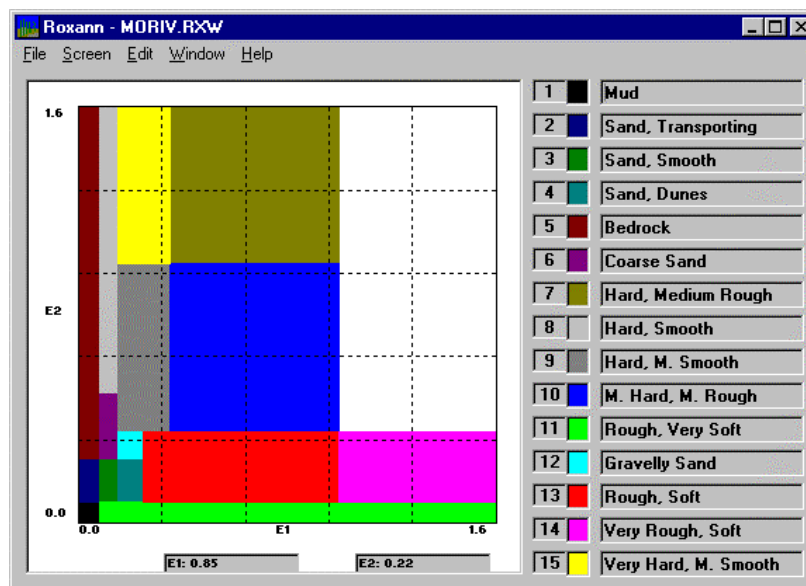 Roxann - MORIV.RXW
File Screen Edit Window Help
1.6
E2
0.0
0.0 E1 1.6
E1: 0.85 E2: 0.22
1 Mud
2 Sand, Transporting
3 Sand, Smooth
4 Sand, Dunes
5 Bedrock
6 Coarse Sand
7 Hard, Medium Rough
8 Hard, Smooth
9 Hard, M. Smooth
10 M. Hard, M. Rough
11 Rough, Very Soft
12 Gravelly Sand
13 Rough, Soft
14 Very Rough, Soft
15 Very Hard, M. Smooth